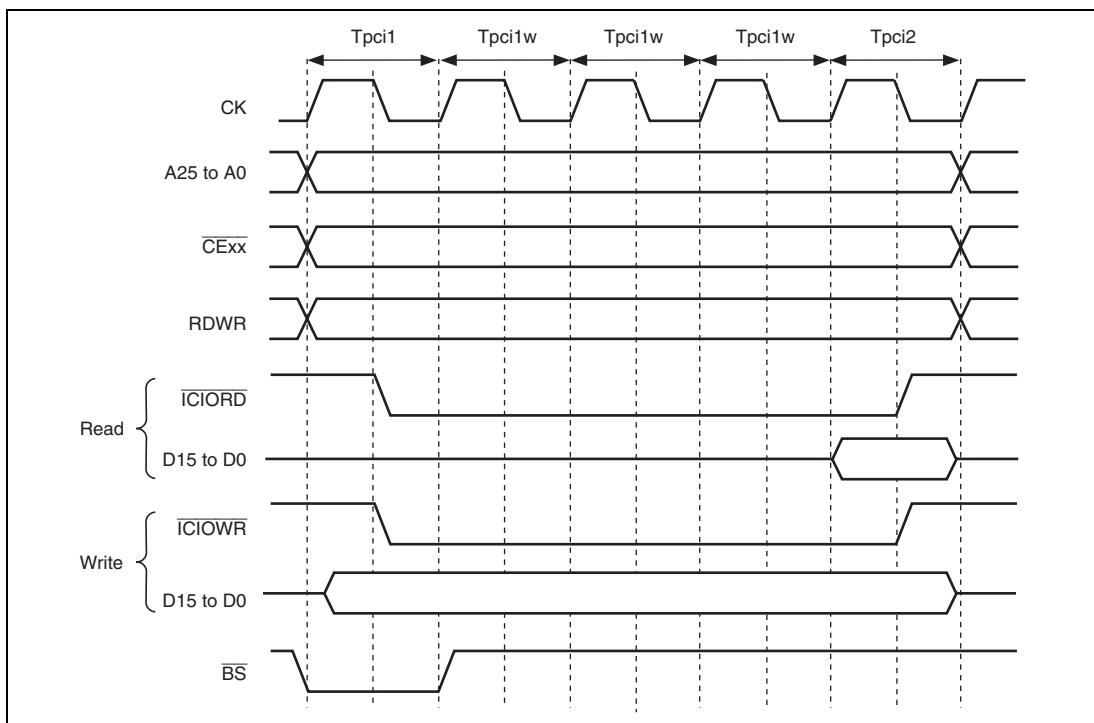 Tpci1 Tpci1w Tpci1w Tpci1w Tpci2
CK
A25 to A0
CExx
RDWR
ICIORD
Read
D15 to D0
ICIOWR
Write
D15 to D0
BS